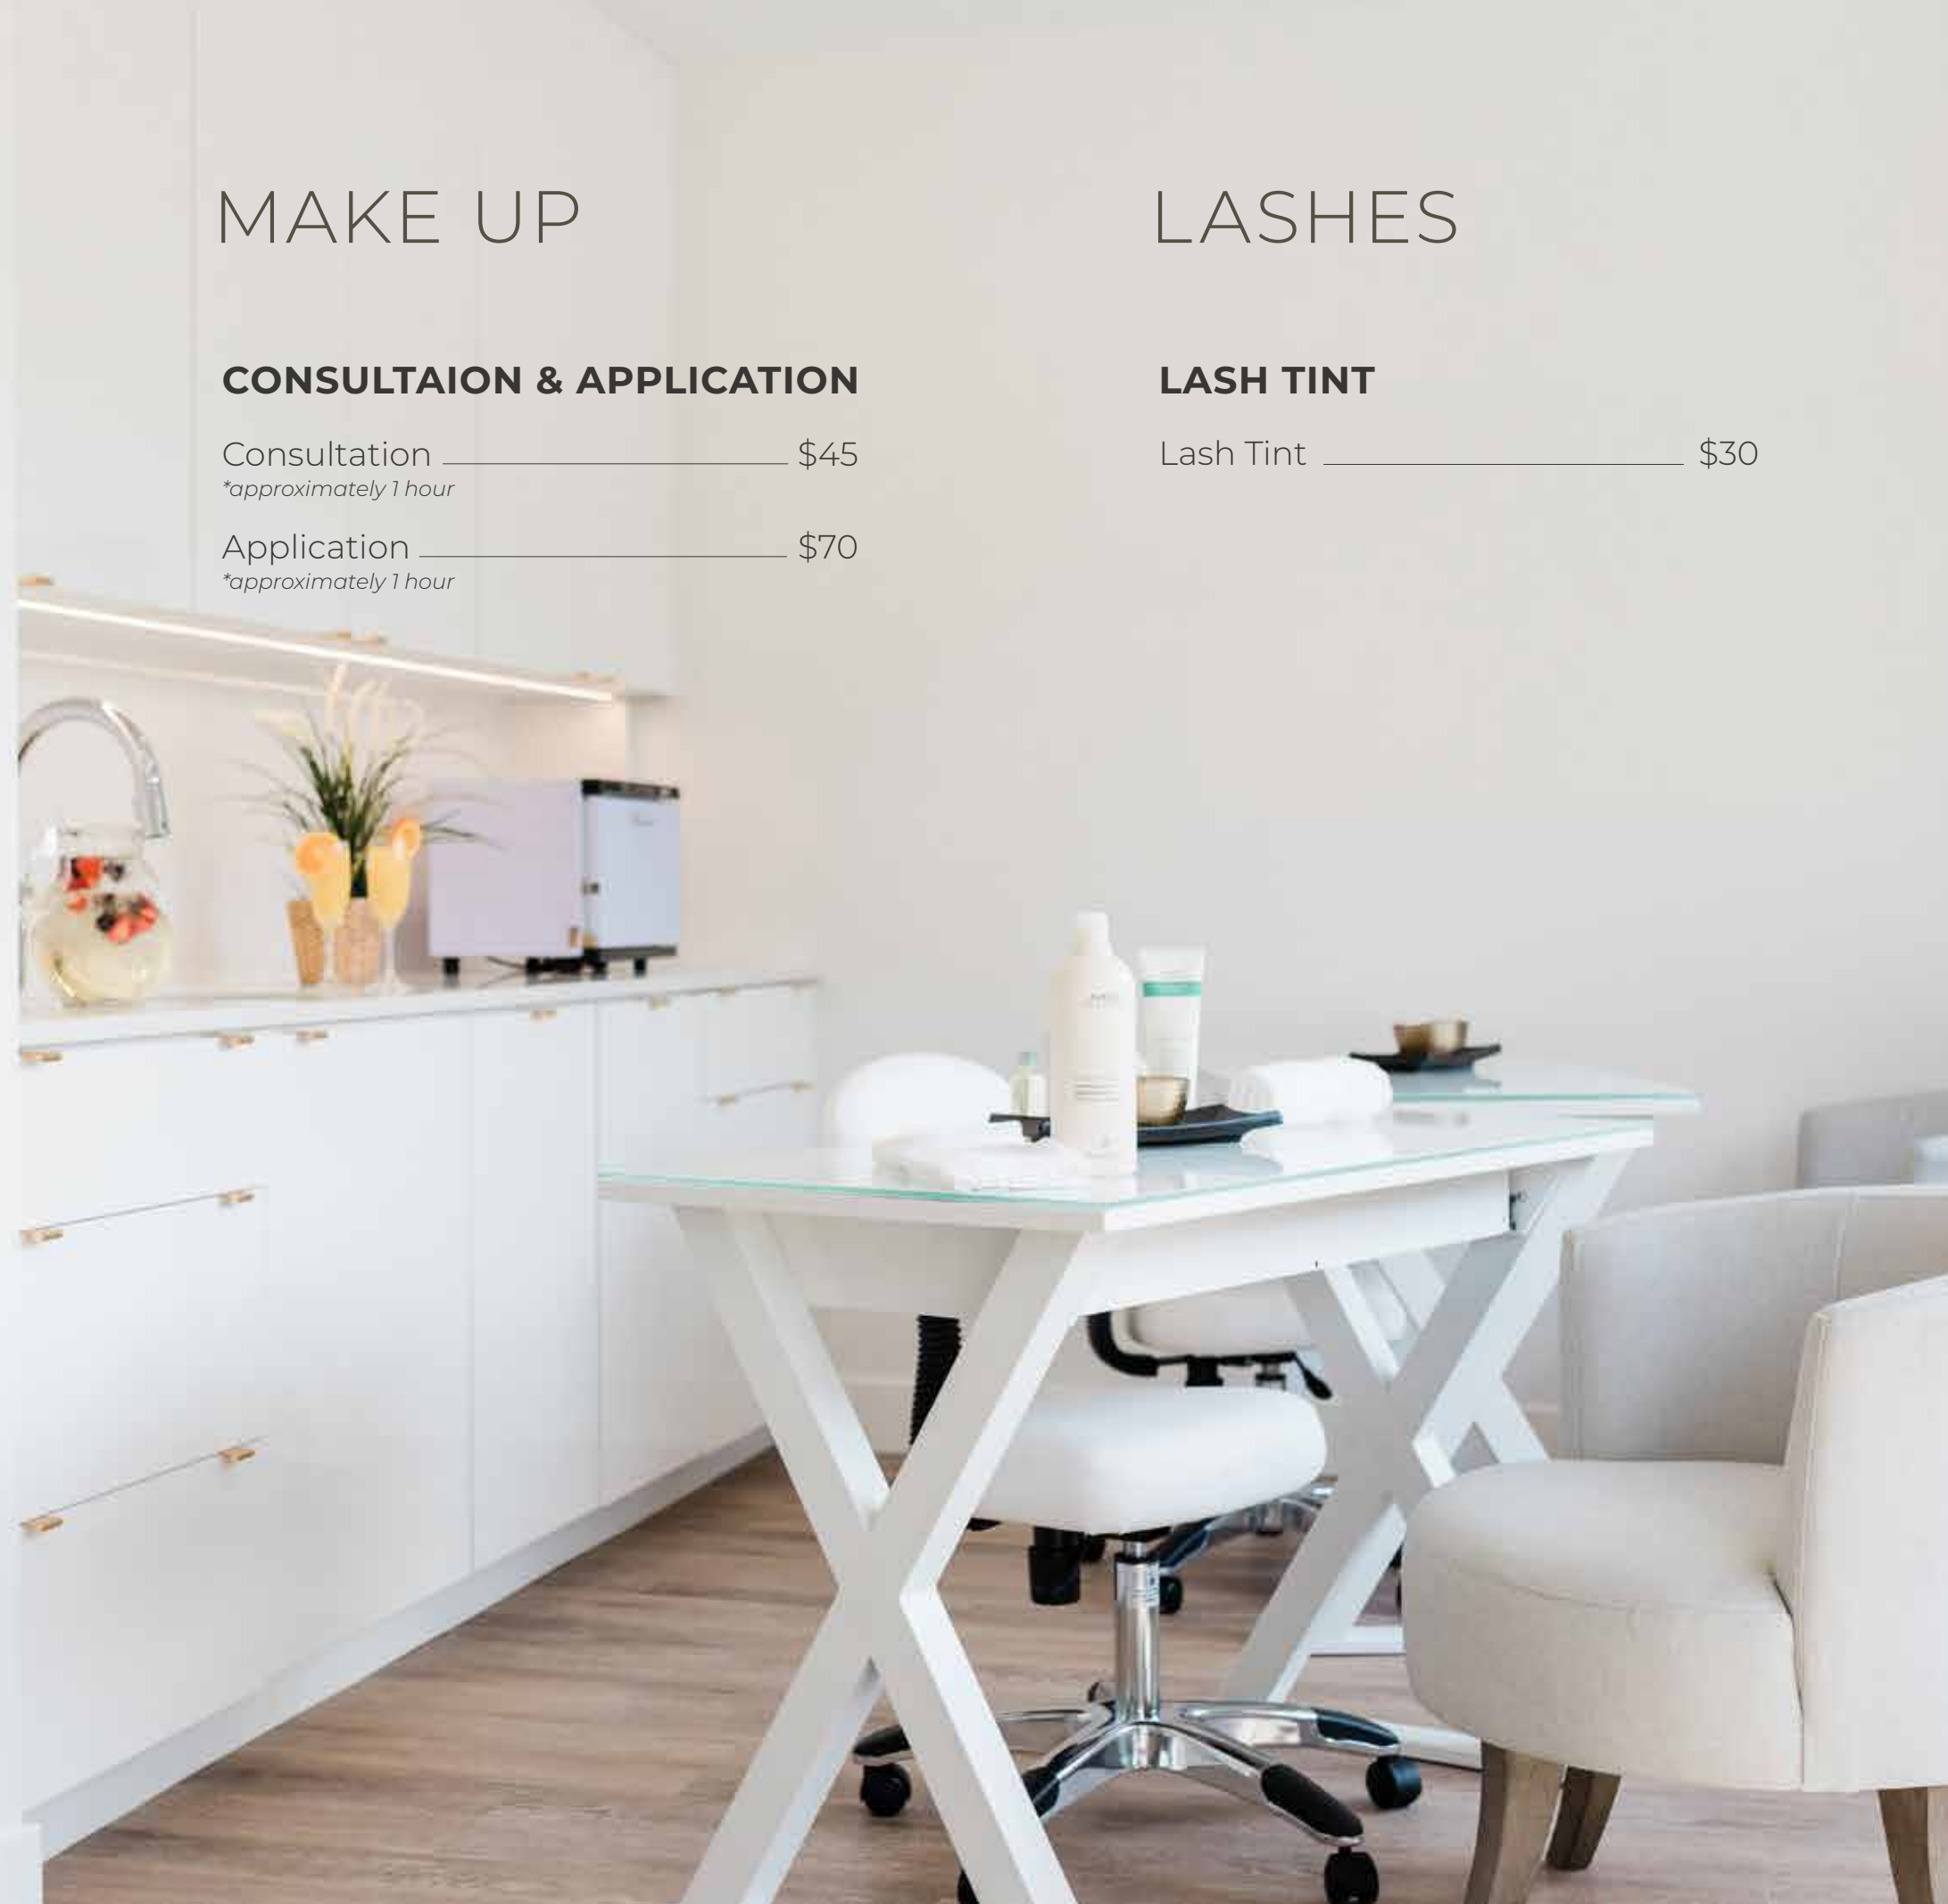 MAKE UP
CONSULTAION & APPLICATION
Consultation $45
*approximately 1 hour
Application $70
*approximately 1 hour
LASHES
LASH TINT
Lash Tint $30